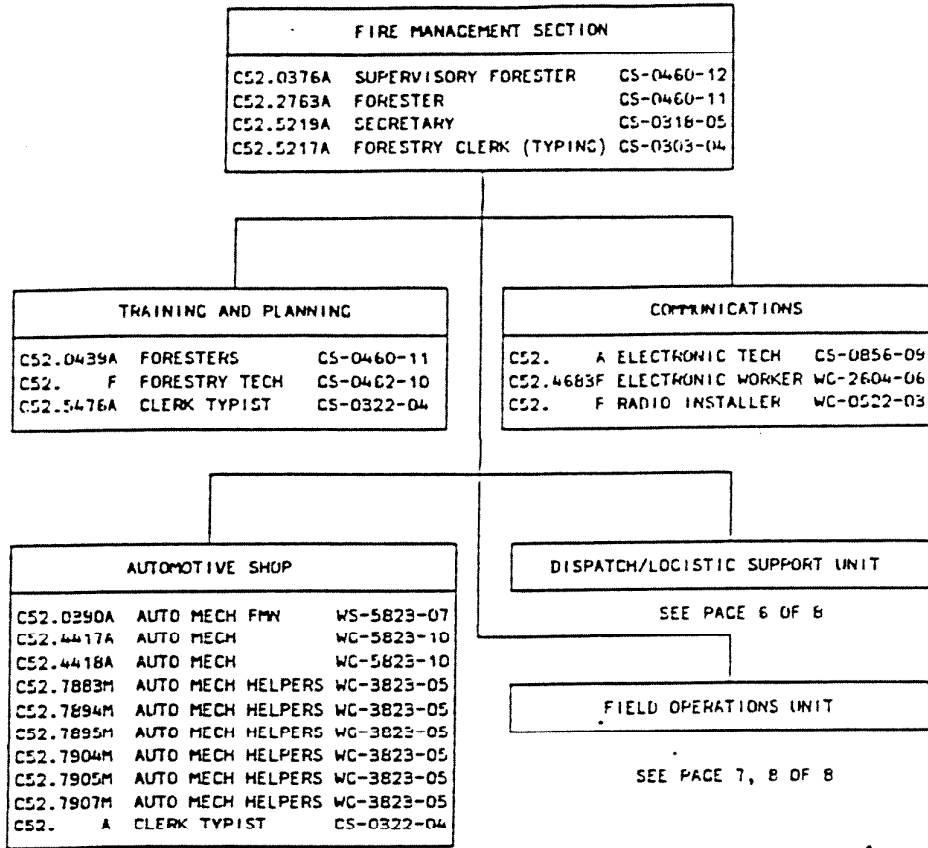 FIRE MANAGEMENT SECTION
C52.0376A SUPERVISORY FORESTER CS-0460-12
C52.2763A FORESTER CS-0460-11
C52.5219A SECRETARY CS-0318-05
C52.5217A FORESTRY CLERK (TYPING) CS-0303-04
TRAINING AND PLANNING
C52.0439A FORESTERS CS-0460-11
C52. F FORESTRY TECH CS-0462-10
C52.5476A CLERK TYPIST CS-0322-04
COMMUNICATIONS
C52. A ELECTRONIC TECH CS-0856-09
C52.4683F ELECTRONIC WORKER WG-2604-06
C52. F RADIO INSTALLER WC-0522-03
AUTOMOTIVE SHOP
C52.0390A AUTO MECH FMN WS-5823-07
C52.4417A AUTO MECH WC-5823-10
C52.4418A AUTO MECH WC-5823-10
C52.7883M AUTO MECH HELPERS WC-3823-05
C52.7894M AUTO MECH HELPERS WC-3823-05
C52.7895M AUTO MECH HELPERS WC-3823-05
C52.7904M AUTO MECH HELPERS WC-3823-05
C52.7905M AUTO MECH HELPERS WC-3823-05
C52.7907M AUTO MECH HELPERS WC-3823-05
C52. A CLERK TYPIST CS-0322-04
DISPATCH/LOGISTIC SUPPORT UNIT
SEE PAGE 6 OF 8
FIELD OPERATIONS UNIT
SEE PAGE 7, 8 OF 8